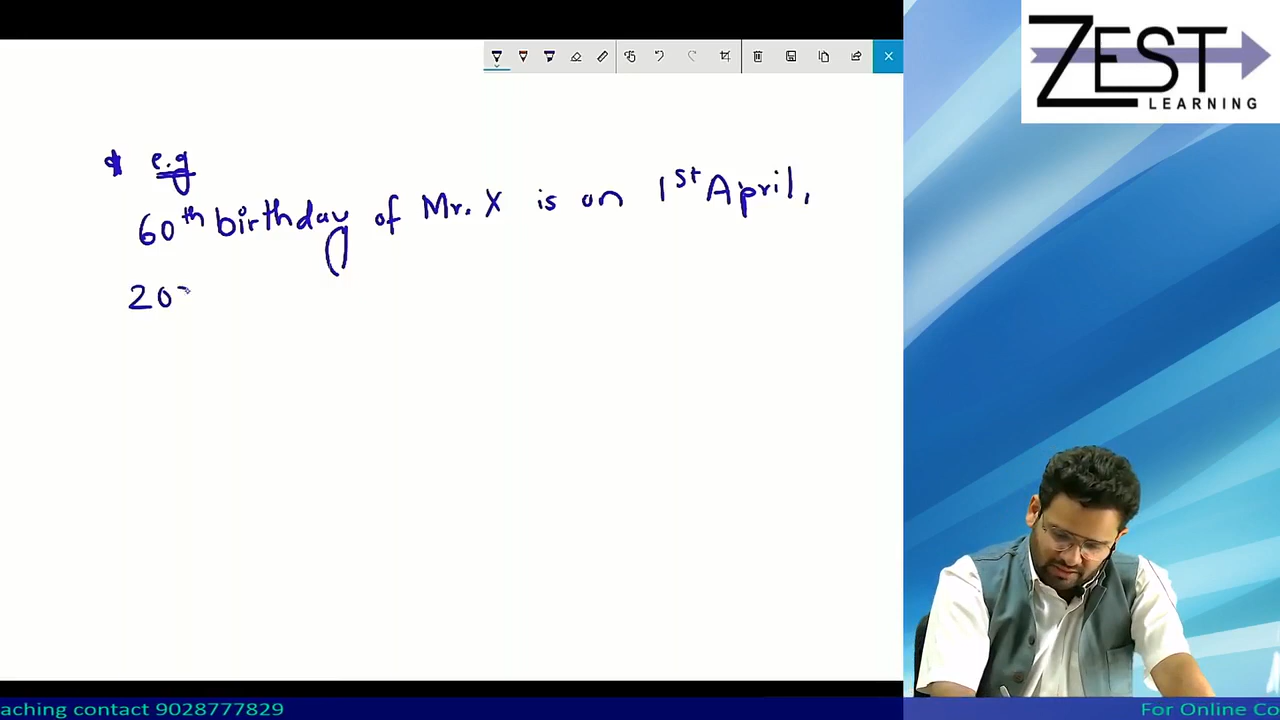 ZEST
LEARNING
e.g
60th birthday of Mr. X is on 1st April,
20
aching contact 9028777829
For Online Co